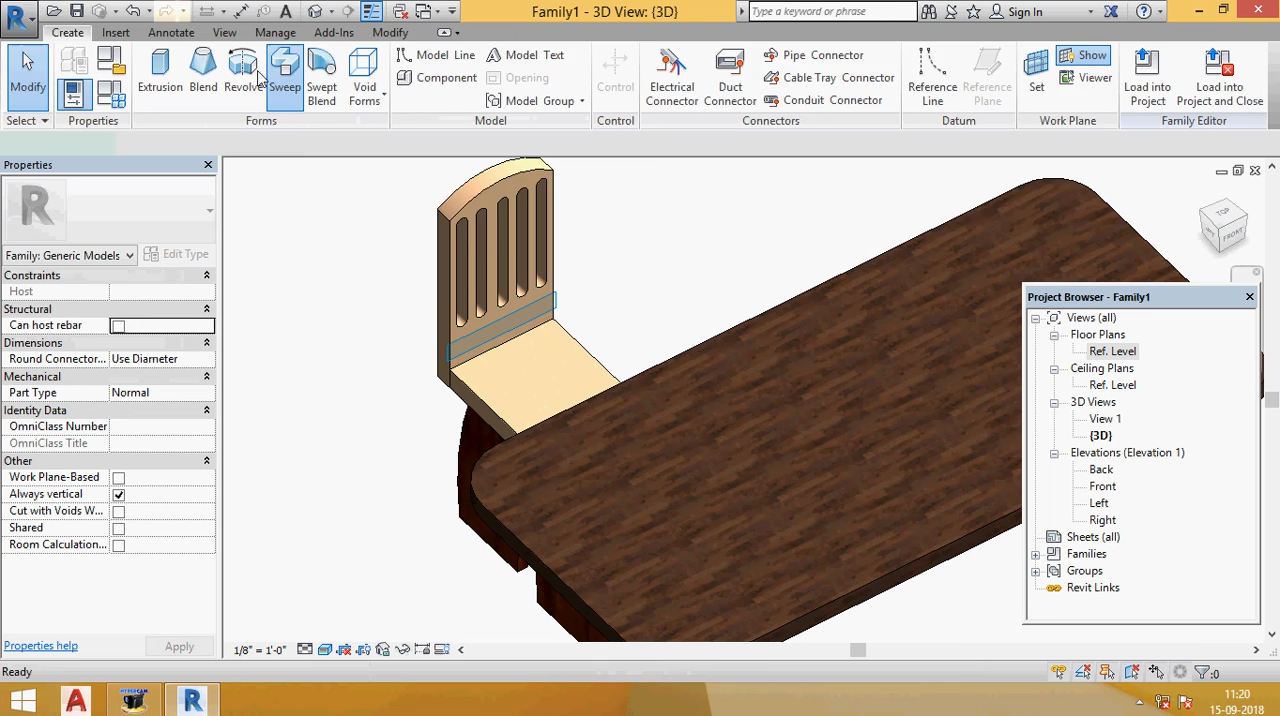 Family1 - 3D View: {3D}
Type a keyword or phrase
Sign In
Create Insert Annotate View Manage Add-Ins Modify
Modify
Select
Properties
Extrusion Blend Revolve Sweep Swept Blend Void Forms
Forms
Model Line
Component
Model Text
Opening
Model Group
Model
Control
Control
Electrical Connector
Duct Connector
Pipe Connector
Cable Tray Connector
Conduit Connector
Connectors
Reference Line
Reference Plane
Datum
Set
Show
Viewer
Work Plane
Load into Project
Load into Project and Close
Family Editor
Properties
Family: Generic Models
Edit Type
Constraints
Host
Structural
Can host rebar
Dimensions
Round Connector... Use Diameter
Mechanical
Part Type Normal
Identity Data
OmniClass Number
OmniClass Title
Other
Work Plane-Based
Always vertical
Cut with Voids W...
Shared
Room Calculation...
Properties help
Apply
TOP
FRONT
Project Browser - Family1
Views (all)
Floor Plans
Ref. Level
Ceiling Plans
Ref. Level
3D Views
View 1
{3D}
Elevations (Elevation 1)
Back
Front
Left
Right
Sheets (all)
Families
Groups
Revit Links
1/8" = 1'-0"
Ready
:0
11:20
15-09-2018